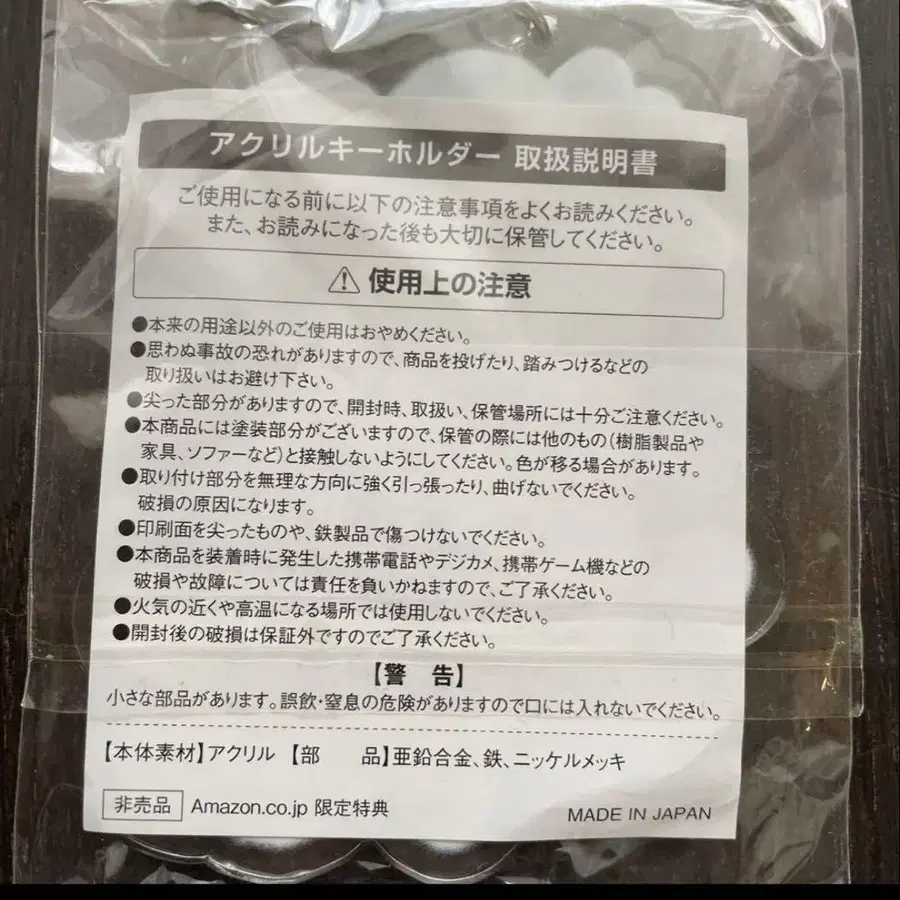 アクリルキーホルダー 取扱説明書
ご使用になる前に以下の注意事項をよくお読みください。
また、お読みになった後も大切に保管してください。
⚠使用上の注意
●本来の用途以外のご使用はおやめください。
●思わぬ事故の恐れがありますので、商品を投げたり、踏みつけるなどの
取り扱いはお避け下さい。
●尖った部分がありますので、開封時、取扱い、保管場所には十分ご注意ください。
●本商品には塗装部分がございますので、保管の際には他のもの(樹脂製品や
家具、ソファーなど)と接触しないようにしてください。色が移る場合があります。
●取り付け部分を無理な方向に強く引っ張ったり、曲げないでください。
破損の原因になります。
●印刷面を尖ったものや、鉄製品で傷つけないでください。
●本商品を装着時に発生した携帯電話やデジカメ、携帯ゲーム機などの
破損や故障については責任を負いかねますので、ご了承ください。
●火気の近くや高温になる場所では使用しないでください。
●開封後の破損は保証外ですのでご了承ください。
【警 告】
小さな部品があります。誤飲・窒息の危険がありますので口には入れないでください。
【本体素材】アクリル 【部 品】亜鉛合金、鉄、ニッケルメッキ
非売品 Amazon.co.jp 限定特典 MADE IN JAPAN